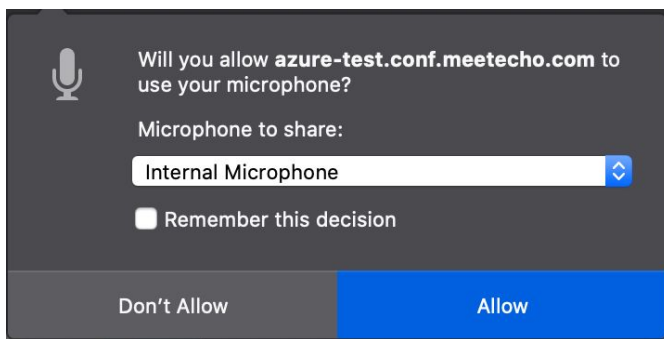 Will you allow azure-test.conf.meetecho.com to
use your microphone?
Microphone to share:
Internal Microphone
Remember this decision
Don't Allow
Allow